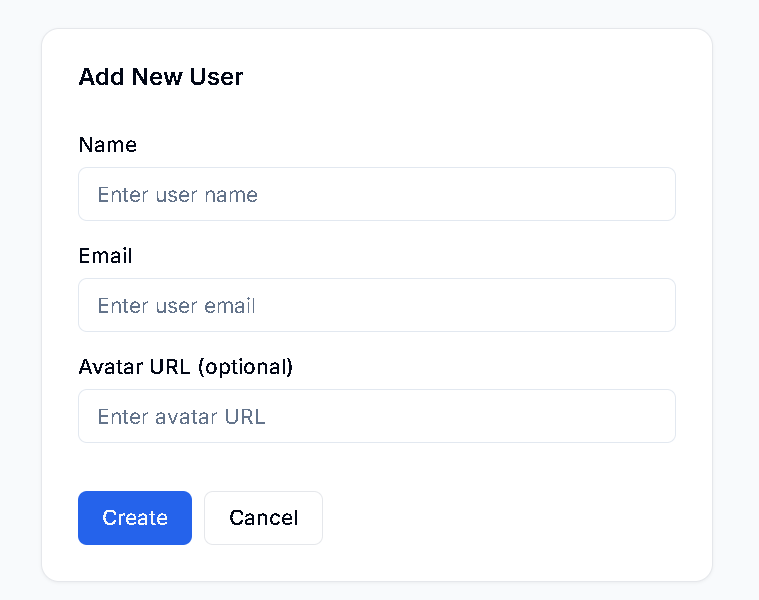 Add New User
Name
Enter user name
Email
Enter user email
Avatar URL (optional)
Enter avatar URL
Create Cancel